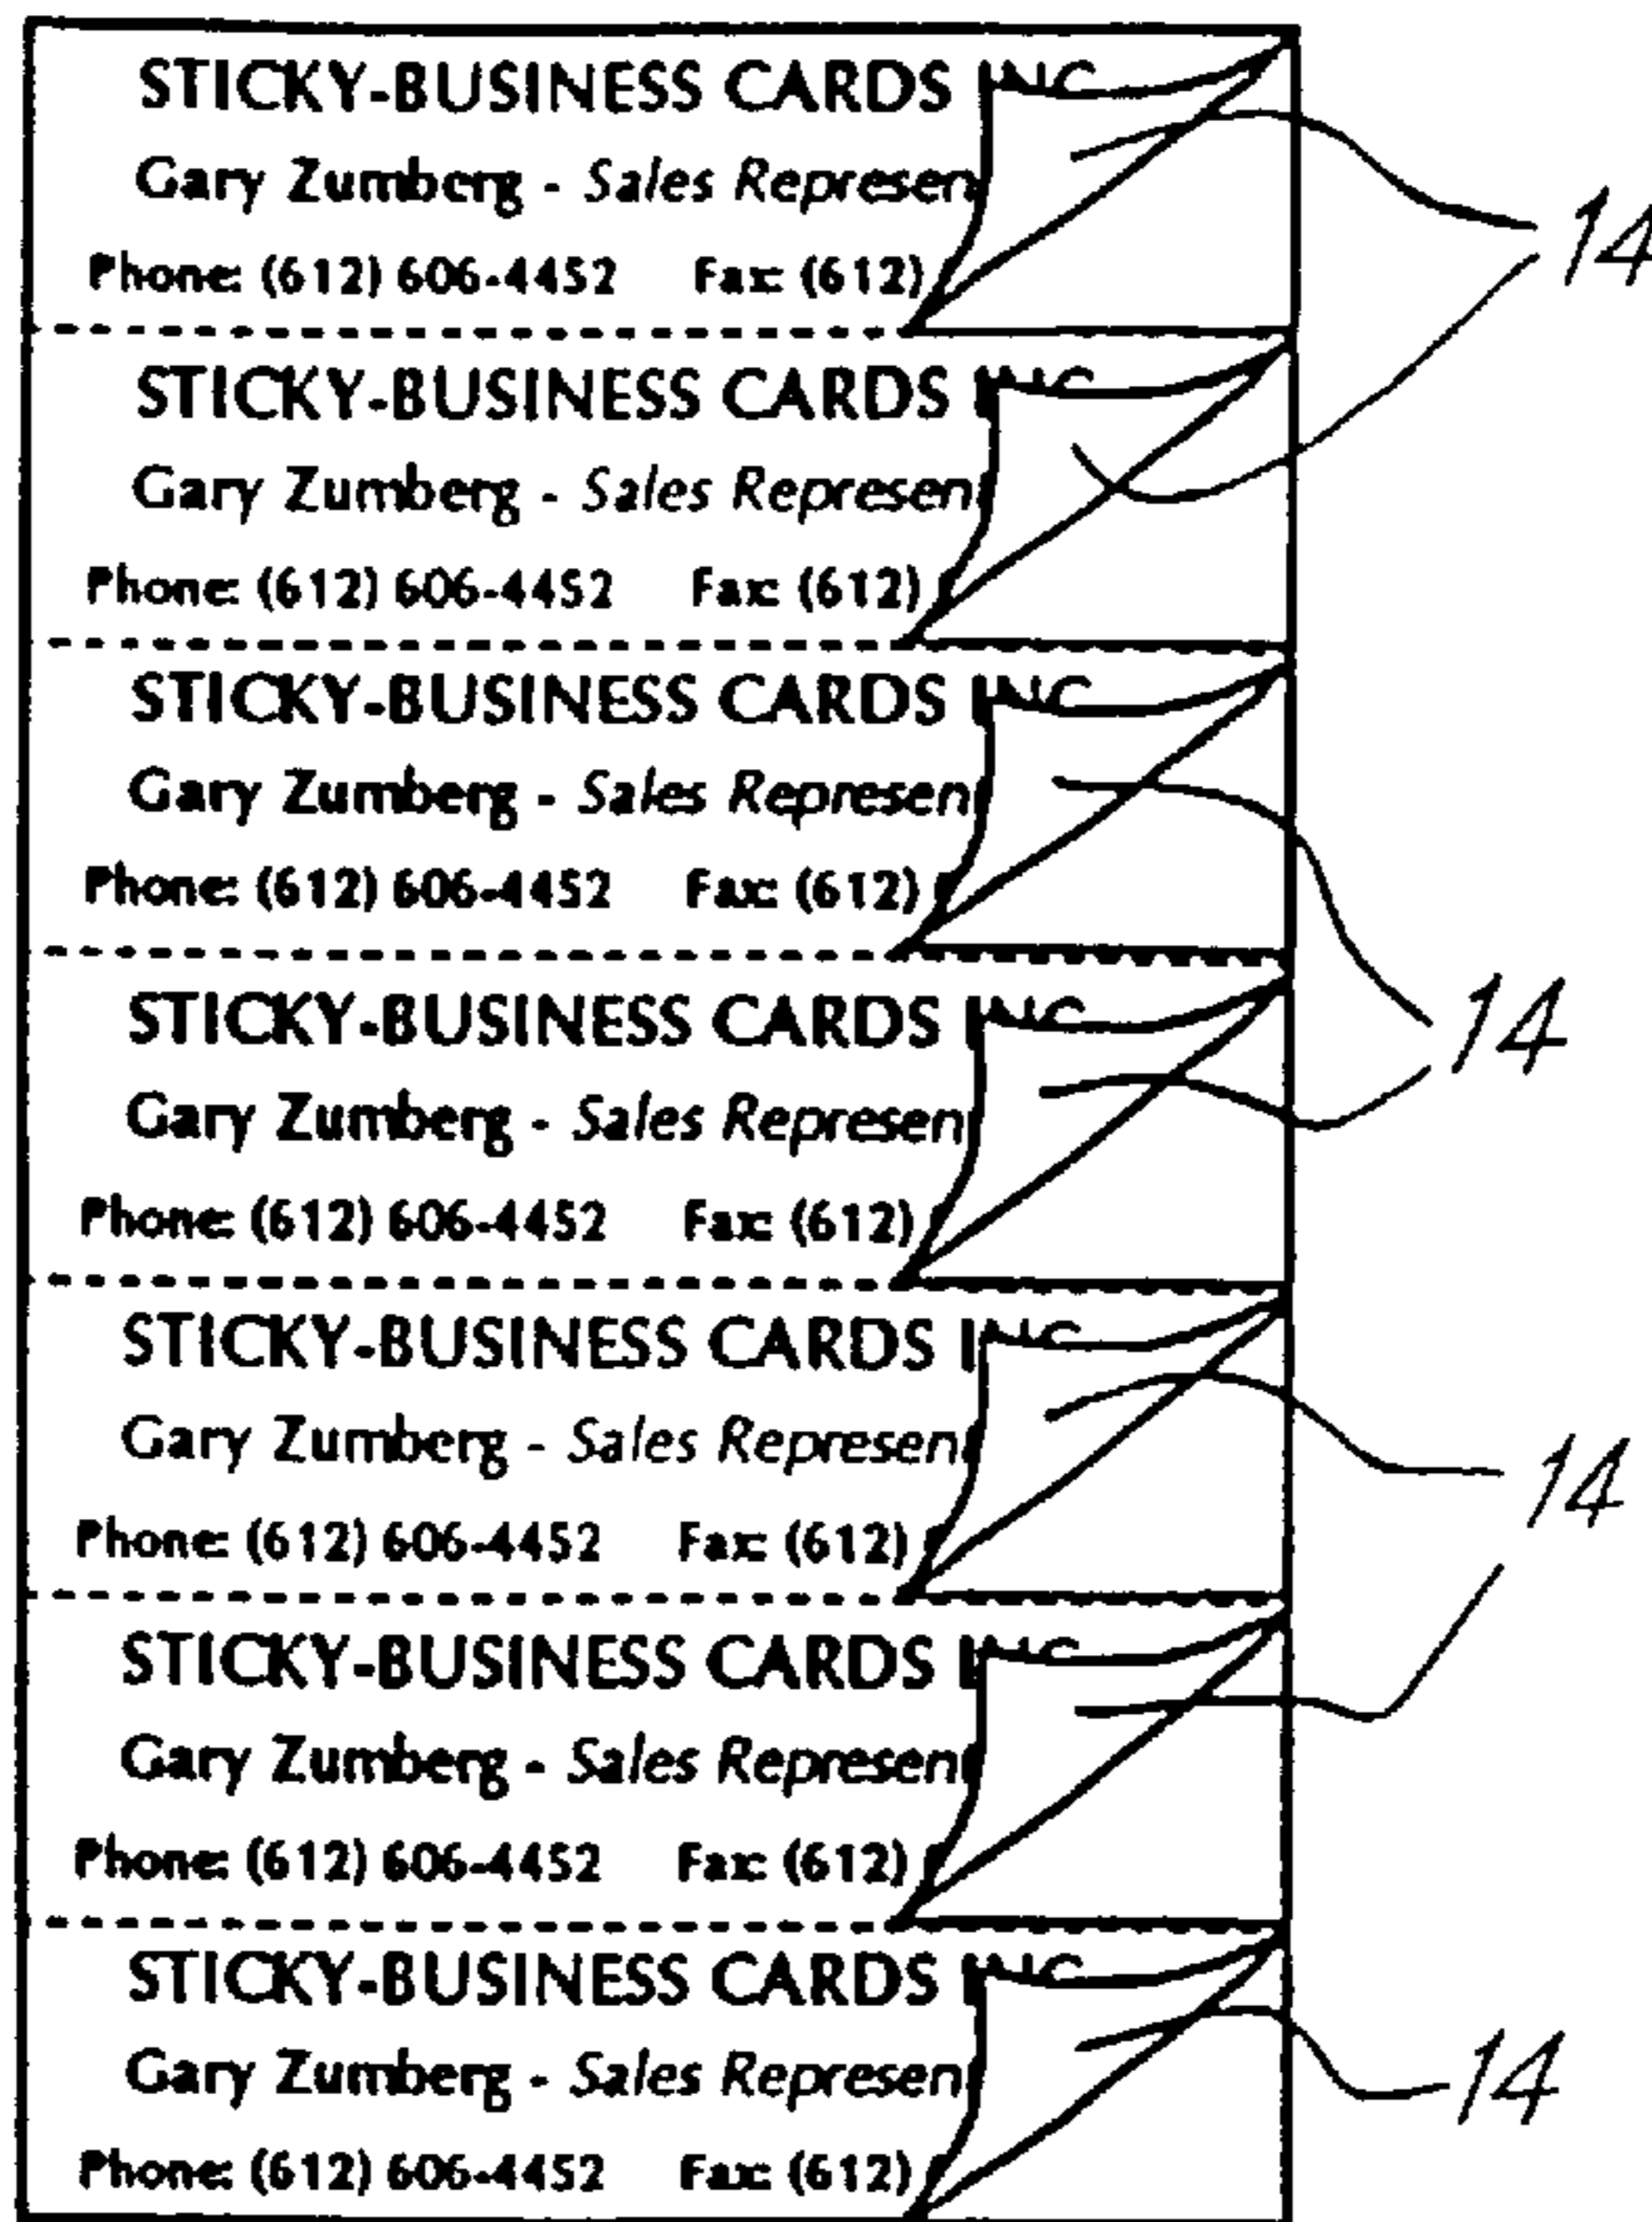 STICKY-BUSINESS CARDS INC
Gary Zumberg - Sales Represen
Phone: (612) 606-4452 Fax: (612)
14
STICKY-BUSINESS CARDS INC
Gary Zumberg - Sales Represen
Phone: (612) 606-4452 Fax: (612)
STICKY-BUSINESS CARDS INC
Gary Zumberg - Sales Represen
Phone: (612) 606-4452 Fax: (612)
14
STICKY-BUSINESS CARDS INC
Gary Zumberg - Sales Represen
Phone: (612) 606-4452 Fax: (612)
STICKY-BUSINESS CARDS INC
Gary Zumberg - Sales Represen
14
Phone: (612) 606-4452 Fax: (612)
STICKY-BUSINESS CARDS INC
Gary Zumberg - Sales Represen
Phone: (612) 606-4452 Fax: (612)
STICKY-BUSINESS CARDS INC
Gary Zumberg - Sales Represen
14
Phone: (612) 606-4452 Fax: (612)